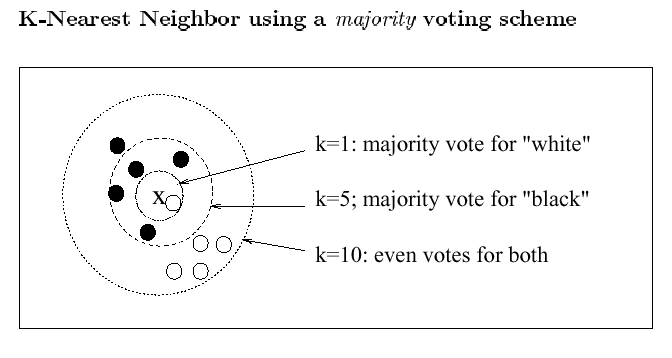 K-Nearest Neighbor using a majority voting scheme
k=1: majority vote for "white"
X
k=5; majority vote for "black"
k=10: even votes for both